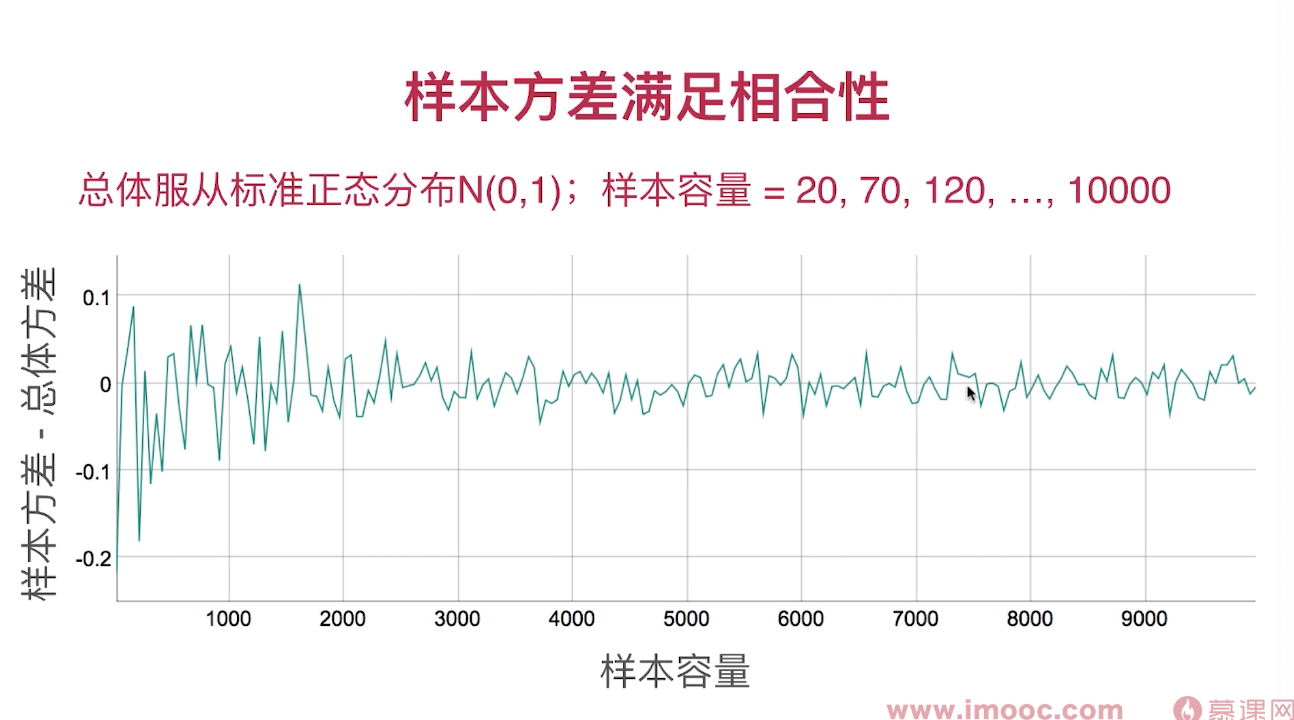 样本方差满足相合性
总体服从标准正态分布N(0,1)；样本容量 = 20, 70, 120, …, 10000
样本方差 - 总体方差
0.1
0
-0.1
-0.2
1000 2000 3000 4000 5000 6000 7000 8000 9000
样本容量
www.imooc.com 慕课网